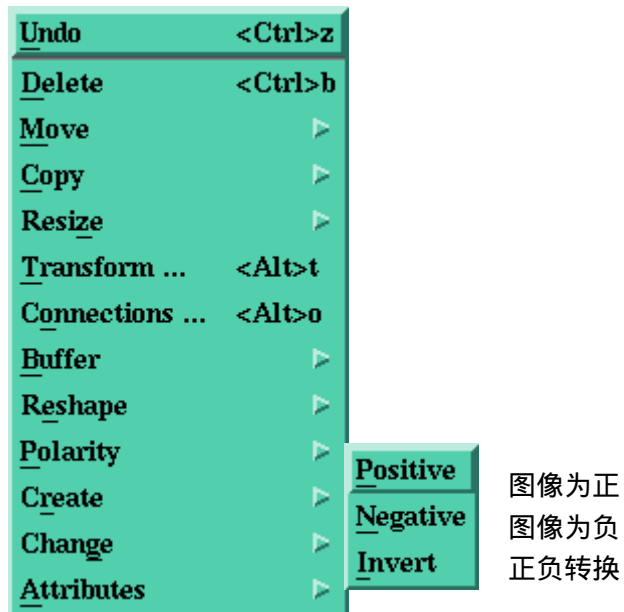 Undo <Ctrl>z
Delete <Ctrl>b
Move
Copy
Resize
Transform ... <Alt>t
Connections ... <Alt>o
Buffer
Reshape
Polarity
Create
Change
Attributes
Positive 图像为正
Negative 图像为负
Invert 正负转换